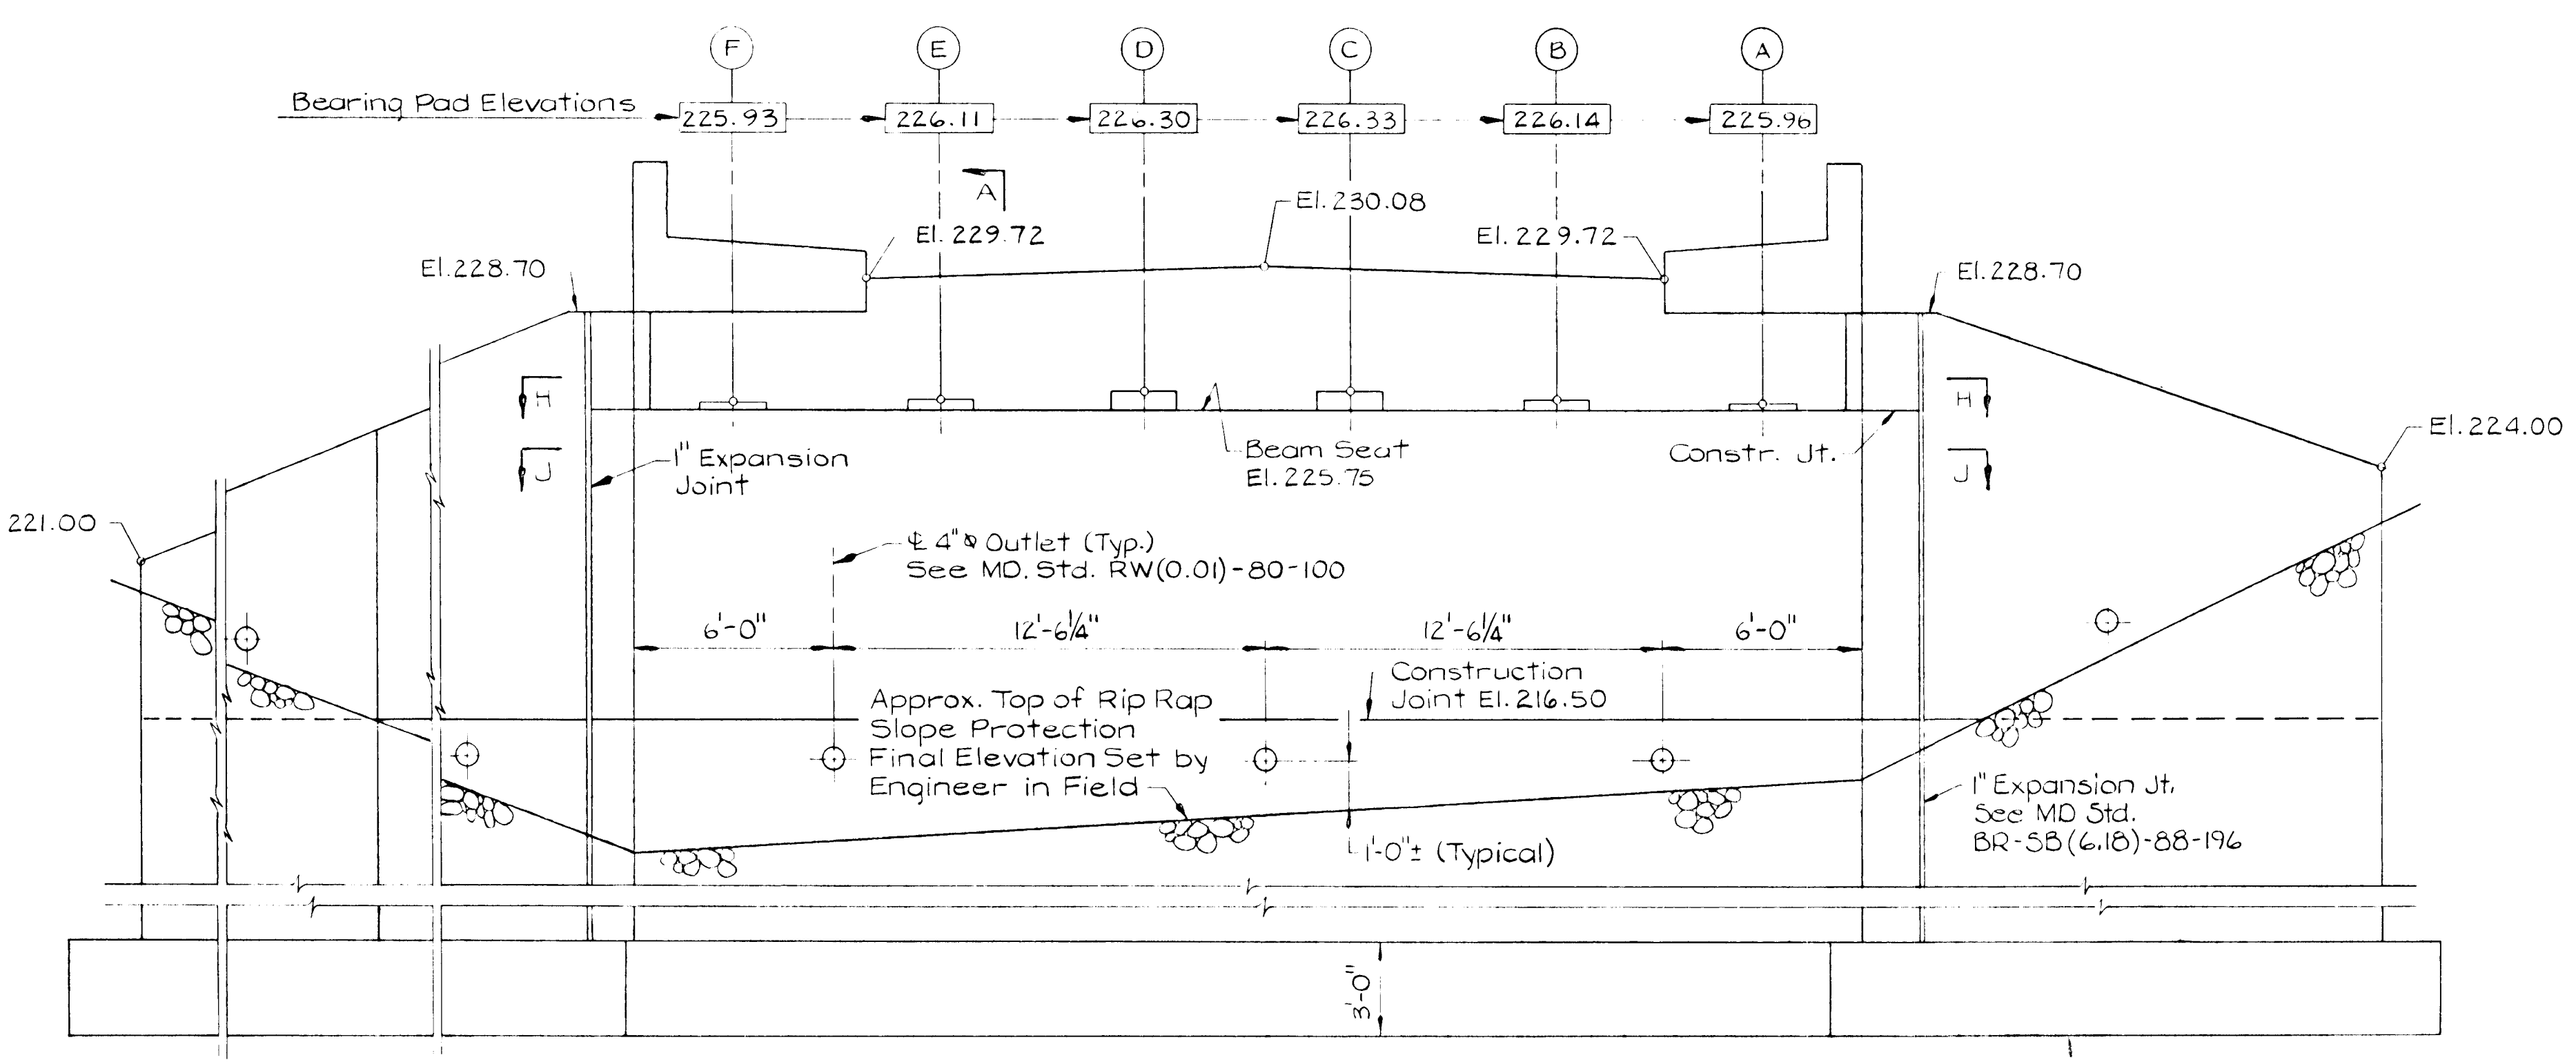 F E D C B A
Bearing Pad Elevations 225.93 226.11 226.30 226.33 226.14 225.96
A
El. 230.08
El. 229.72
El. 229.72
El. 228.70
El. 228.70
H
H
J
J
El. 224.00
1" Expansion
Joint
Beam Seat
El. 225.75
Constr. Jt.
221.00
℄ 4"⌀ Outlet (Typ.)
See MD. Std. RW(0.01)-80-100
6'-0" 12'-6¼" 12'-6¼" 6'-0"
Construction
Joint El. 216.50
Approx. Top of Rip Rap
Slope Protection
Final Elevation Set by
Engineer in Field
1'-0"± (Typical)
1" Expansion Jt.
See MD Std.
BR-SB(6.18)-88-196
3'-0"